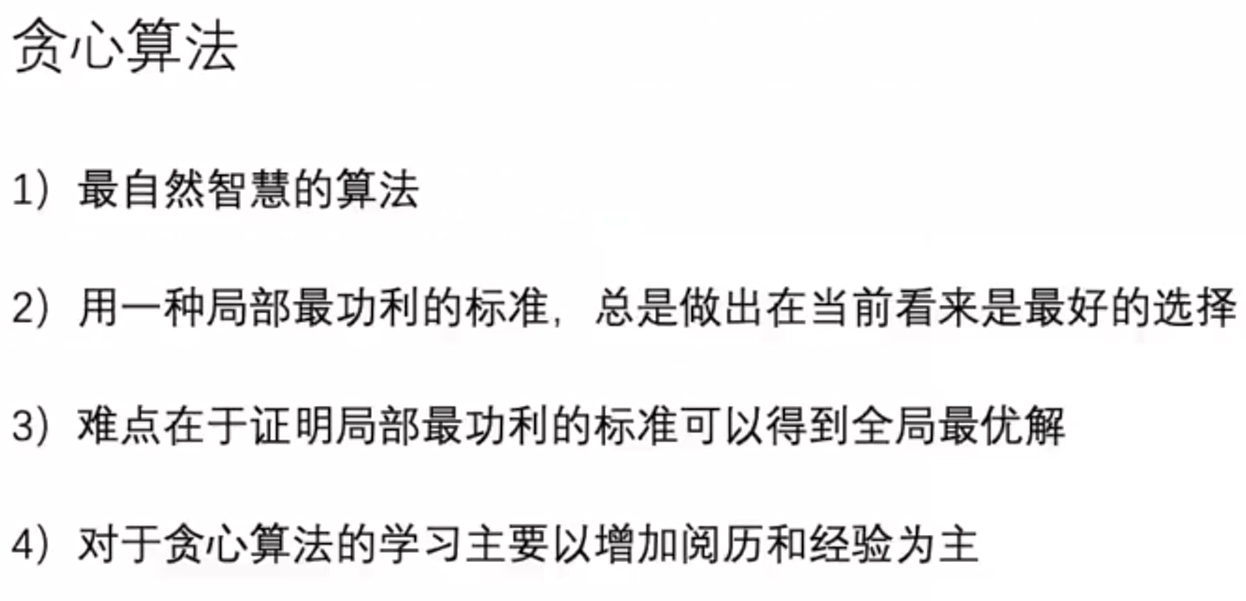 贪心算法
1）最自然智慧的算法
2）用一种局部最功利的标准，总是做出在当前看来是最好的选择
3）难点在于证明局部最功利的标准可以得到全局最优解
4）对于贪心算法的学习主要以增加阅历和经验为主